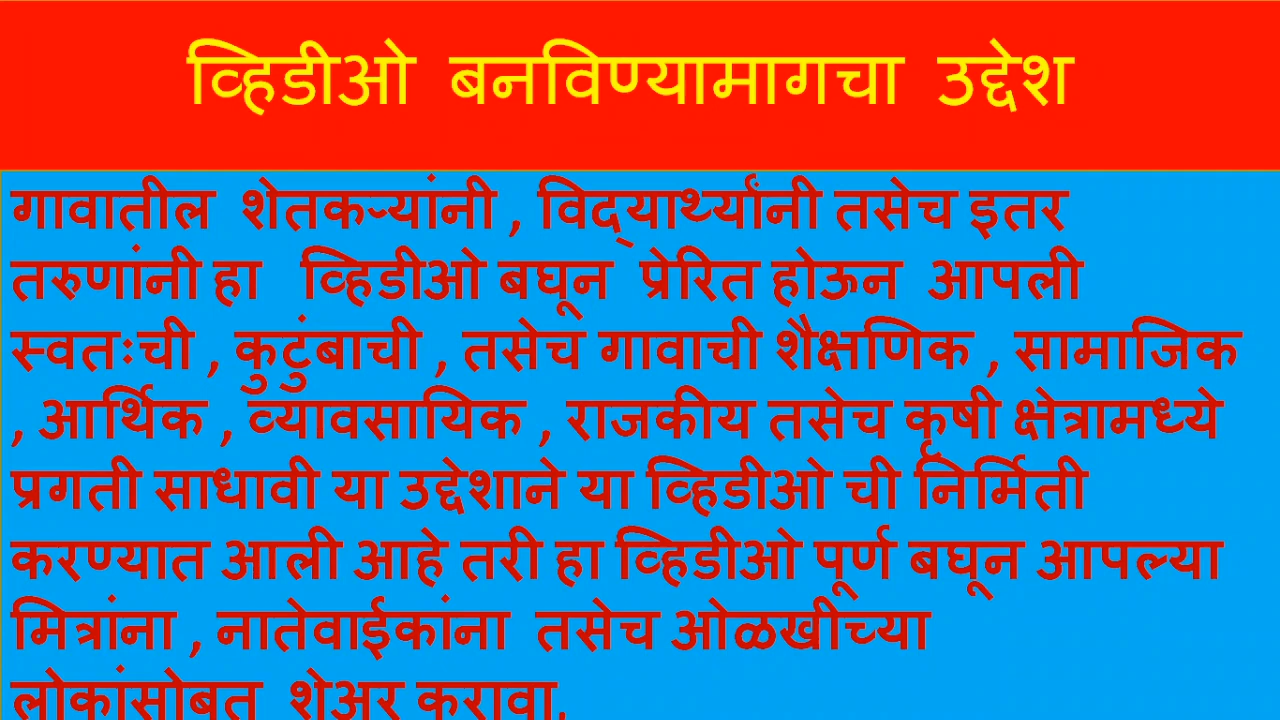 व्हिडीओ बनविण्यामागचा उद्देश
गावातील शेतकऱ्यांनी , विद्‌यार्थ्यांनी तसेच इतर
तरुणांनी हा व्हिडीओ बघून प्रेरित होऊन आपली
स्वतःची , कुटुंबाची , तसेच गावाची शैक्षणिक , सामाजिक
, आर्थिक , व्यावसायिक , राजकीय तसेच कृषी क्षेत्रामध्ये
प्रगती साधावी या उद्देशाने या व्हिडीओ ची निर्मिती
करण्यात आली आहे तरी हा व्हिडीओ पूर्ण बघून आपल्या
मित्रांना , नातेवाईकांना तसेच ओळखीच्या
लोकांसोबत शेअर करावा.